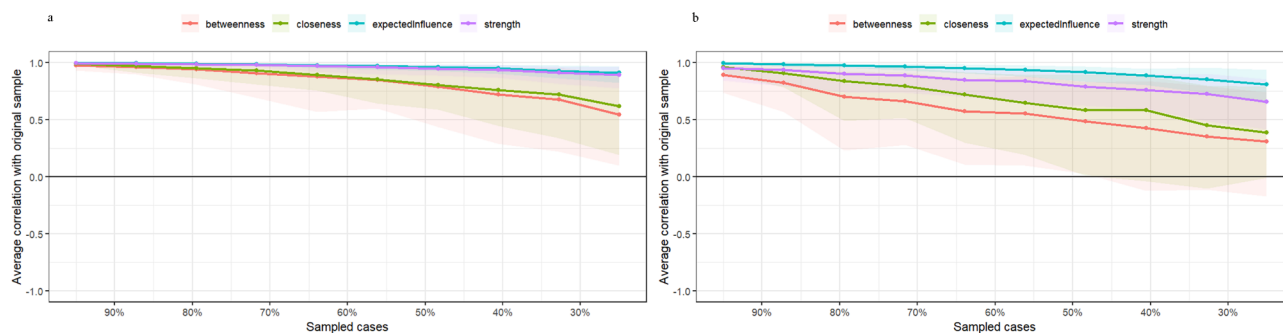 a
betweenness closeness expectedInfluence strength
Average correlation with original sample
1.0
0.5
0.0
-0.5
-1.0
90% 80% 70% 60% 50% 40% 30%
Sampled cases
b
betweenness closeness expectedInfluence strength
Average correlation with original sample
1.0
0.5
0.0
-0.5
-1.0
90% 80% 70% 60% 50% 40% 30%
Sampled cases